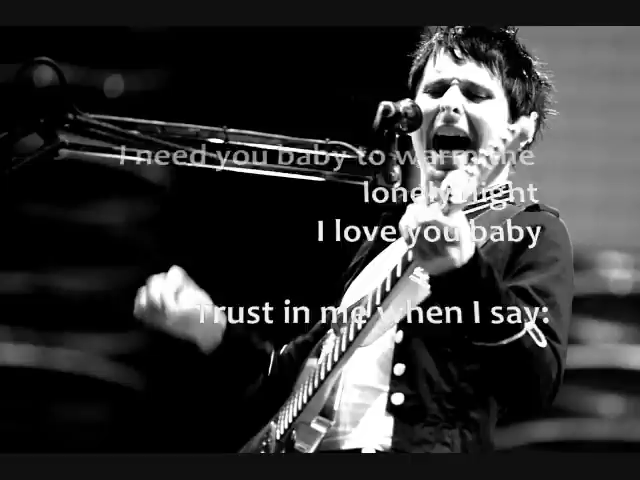 I need you baby to warm the
lonely night
I love you baby
Trust in me when I say: